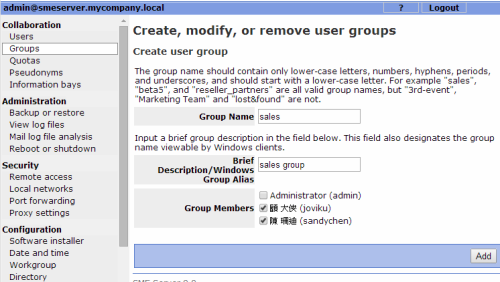 admin@smeserver.mycompany.local
?
Logout
Collaboration
Users
Groups
Quotas
Pseudonyms
Information bays
Administration
Backup or restore
View log files
Mail log file analysis
Reboot or shutdown
Security
Remote access
Local networks
Port forwarding
Proxy settings
Configuration
Software installer
Date and time
Workgroup
Directory
Create, modify, or remove user groups
Create user group
The group name should contain only lower-case letters, numbers, hyphens, periods,
and underscores, and should start with a lower-case letter. For example "sales",
"beta5", and "reseller_partners" are all valid group names, but "3rd-event",
"Marketing Team" and "lost&found" are not.
Group Name
sales
Input a brief group description in the field below. This field also designates the group
name viewable by Windows clients.
Brief
Description/Windows
Group Alias
sales group
Group Members
Administrator (admin)
顧 大俠 (joviku)
陳 珊迪 (sandychen)
Add
SME Server 9.0